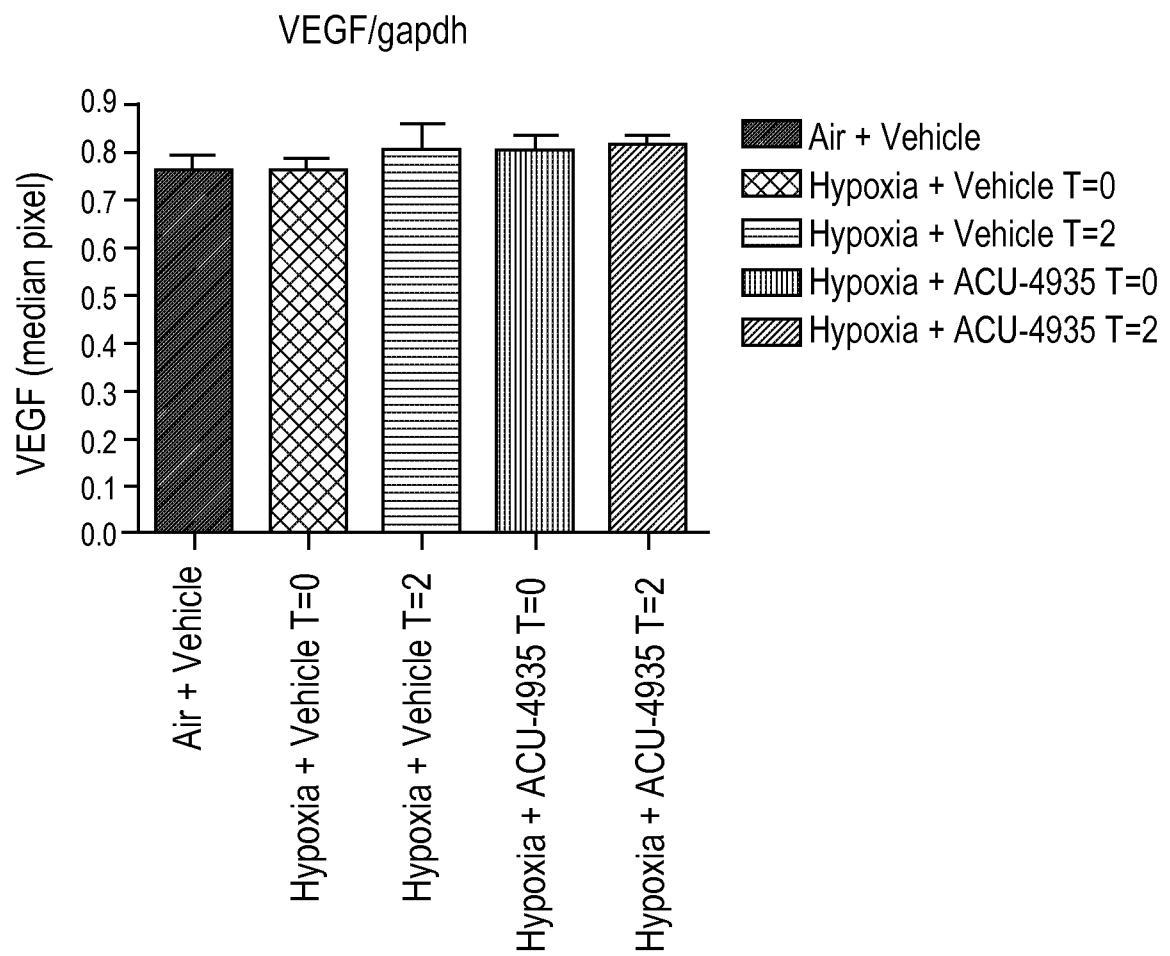 VEGF/gapdh
VEGF (median pixel)
0.9
0.8
0.7
0.6
0.5
0.4
0.3
0.2
0.1
0.0
Air + Vehicle
Hypoxia + Vehicle T=0
Hypoxia + Vehicle T=2
Hypoxia + ACU-4935 T=0
Hypoxia + ACU-4935 T=2
Air + Vehicle
Hypoxia + Vehicle T=0
Hypoxia + Vehicle T=2
Hypoxia + ACU-4935 T=0
Hypoxia + ACU-4935 T=2